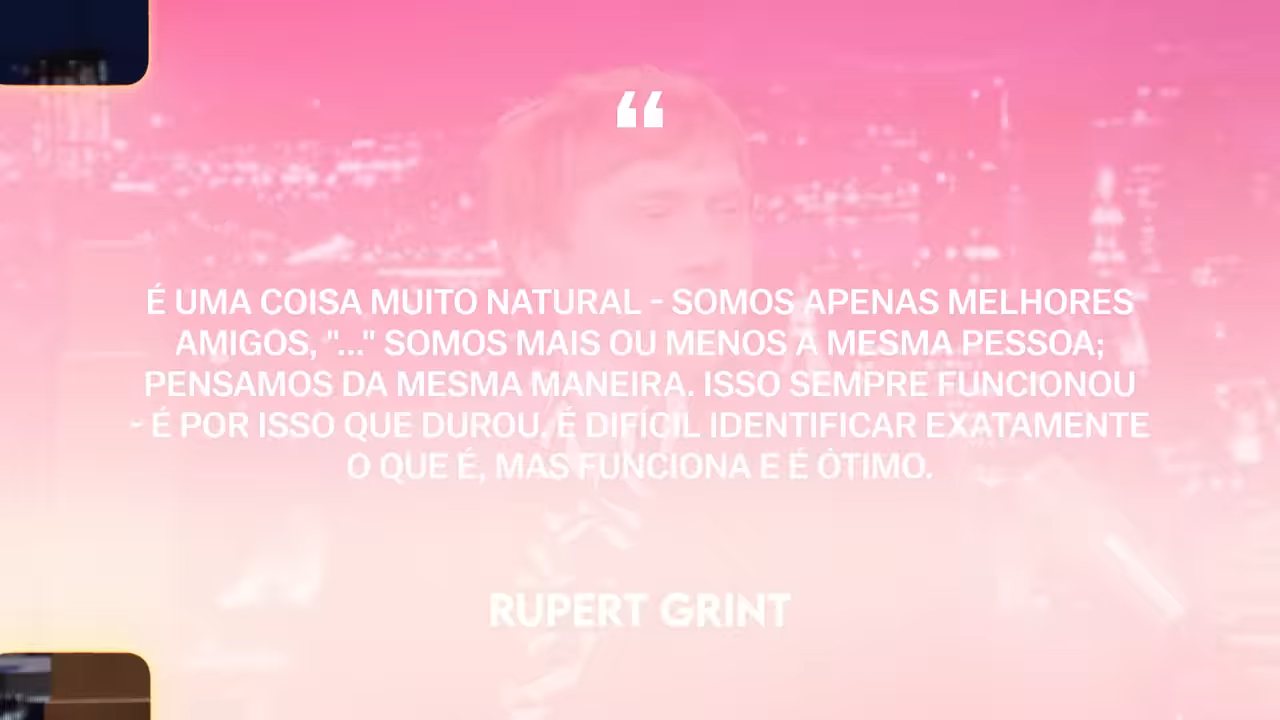 “
É UMA COISA MUITO NATURAL - SOMOS APENAS MELHORES
AMIGOS, "..." SOMOS MAIS OU MENOS A MESMA PESSOA;
PENSAMOS DA MESMA MANEIRA. ISSO SEMPRE FUNCIONOU
- É POR ISSO QUE DUROU. É DIFÍCIL IDENTIFICAR EXATAMENTE
O QUE É, MAS FUNCIONA E É ÓTIMO.
RUPERT GRINT